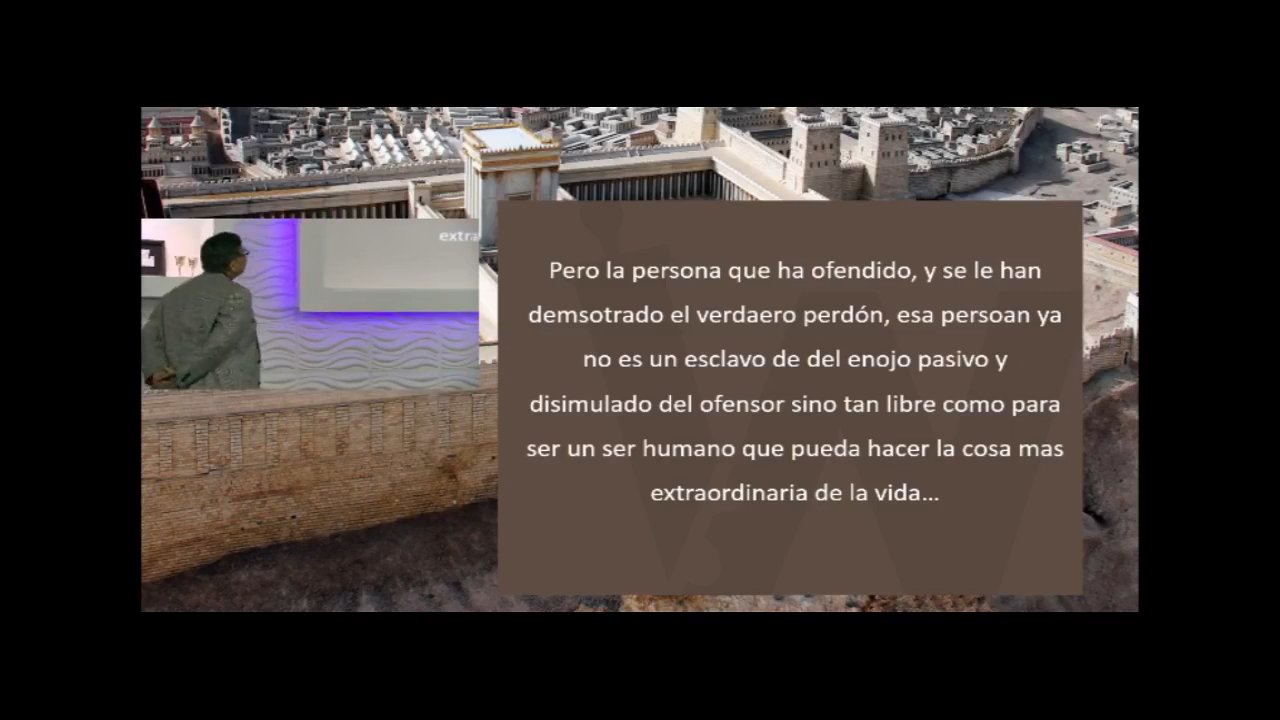 extra
Pero la persona que ha ofendido, y se le han
demsotrado el verdaero perdón, esa persoan ya
no es un esclavo de del enojo pasivo y
disimulado del ofensor sino tan libre como para
ser un ser humano que pueda hacer la cosa mas
extraordinaria de la vida...